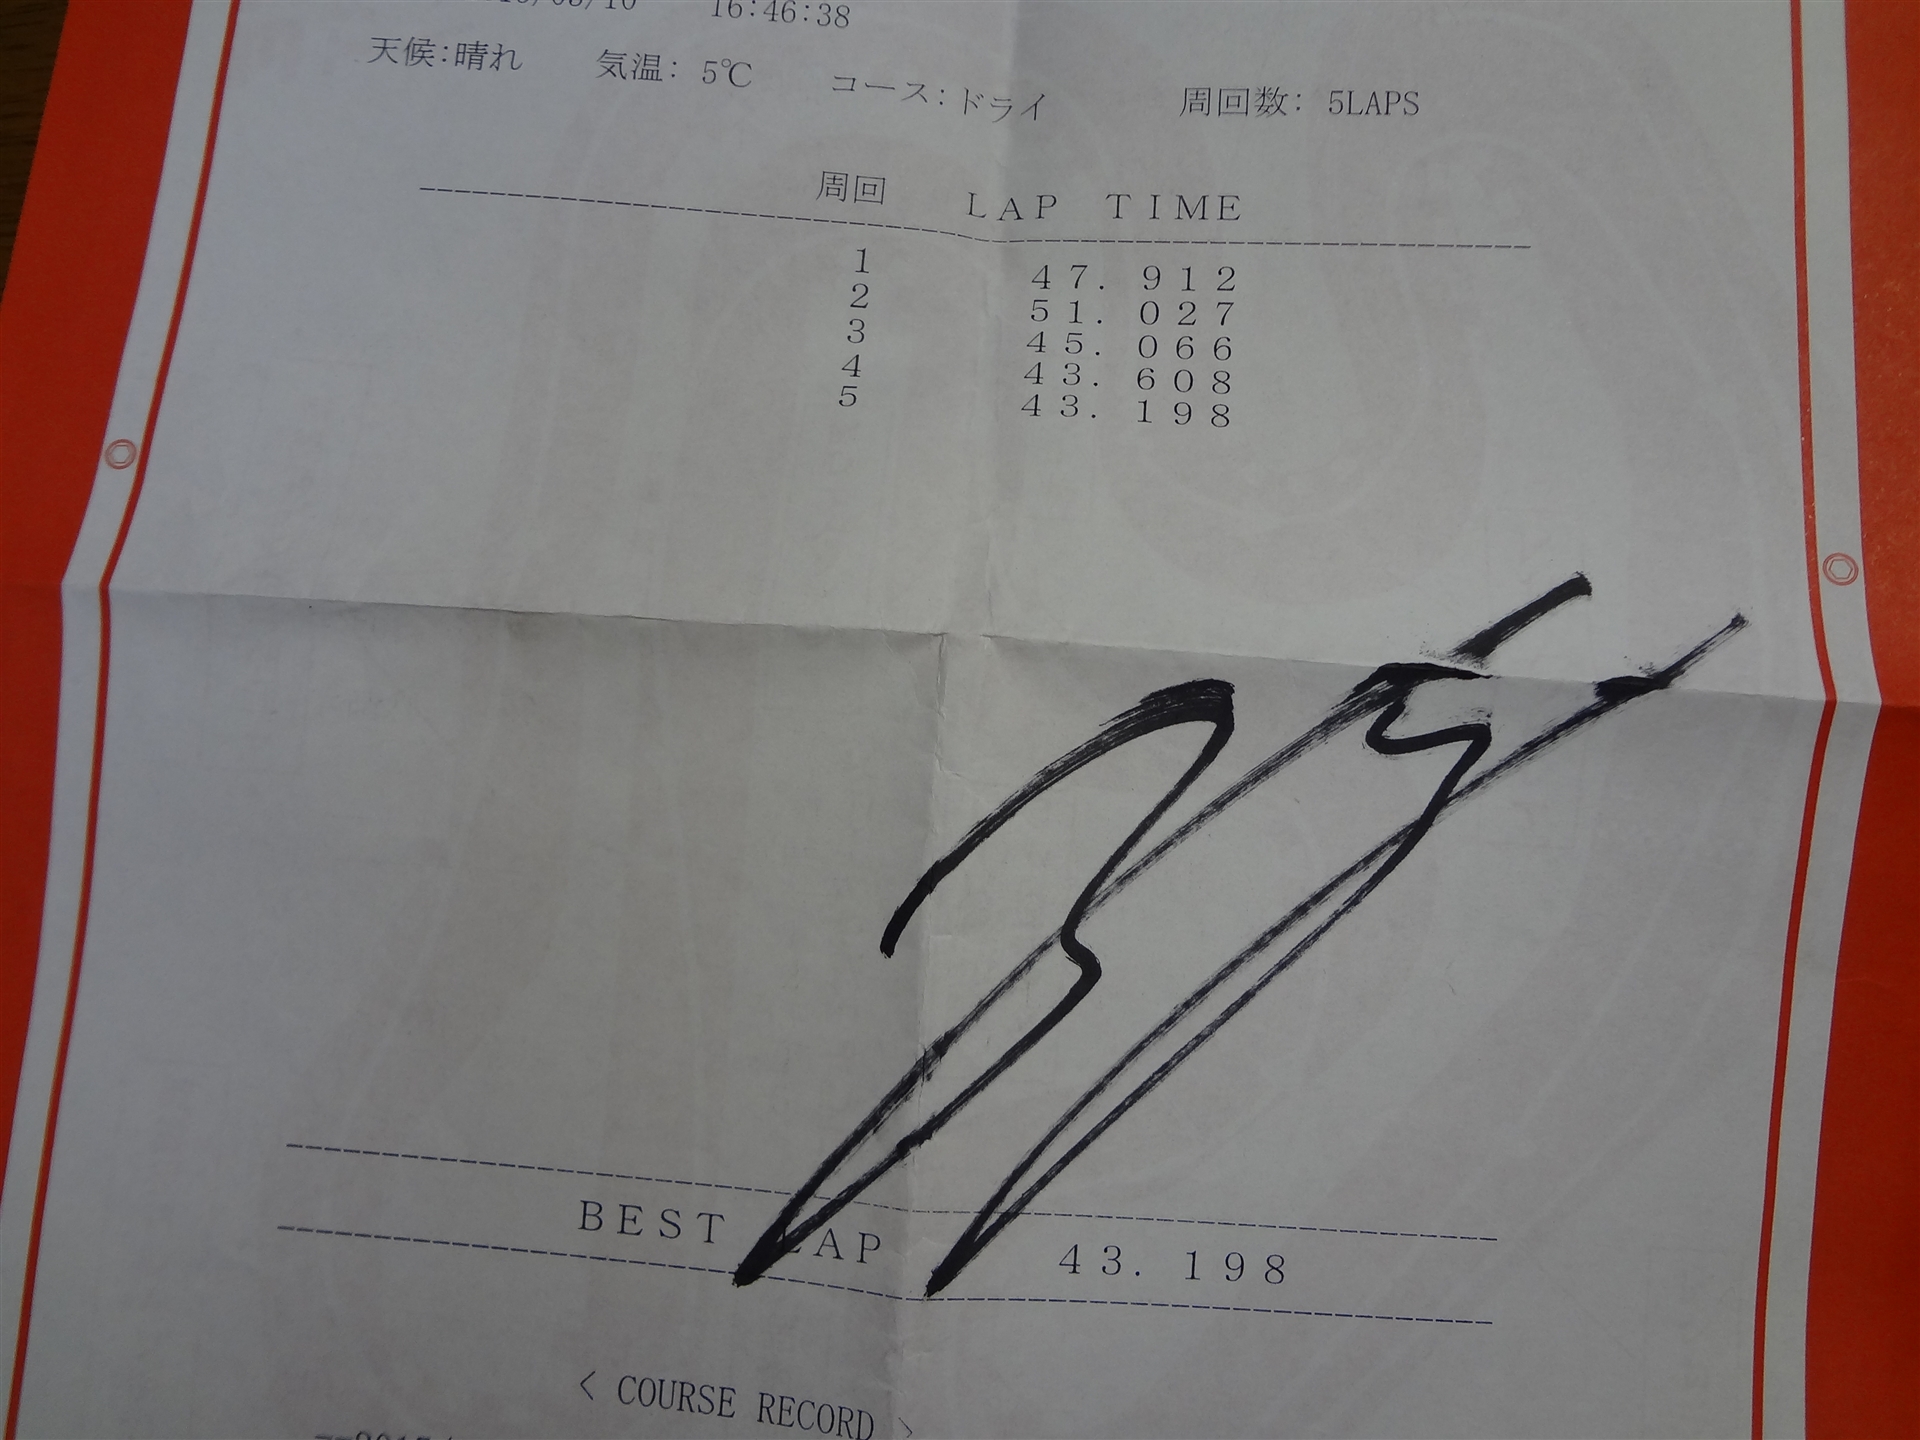 16:46:38
天候:晴れ 気温: 5℃ コース:ドライ 周回数: 5LAPS
周回 LAP TIME
1 47. 912
2 51. 027
3 45. 066
4 43. 608
5 43. 198
BEST LAP 43. 198
< COURSE RECORD >